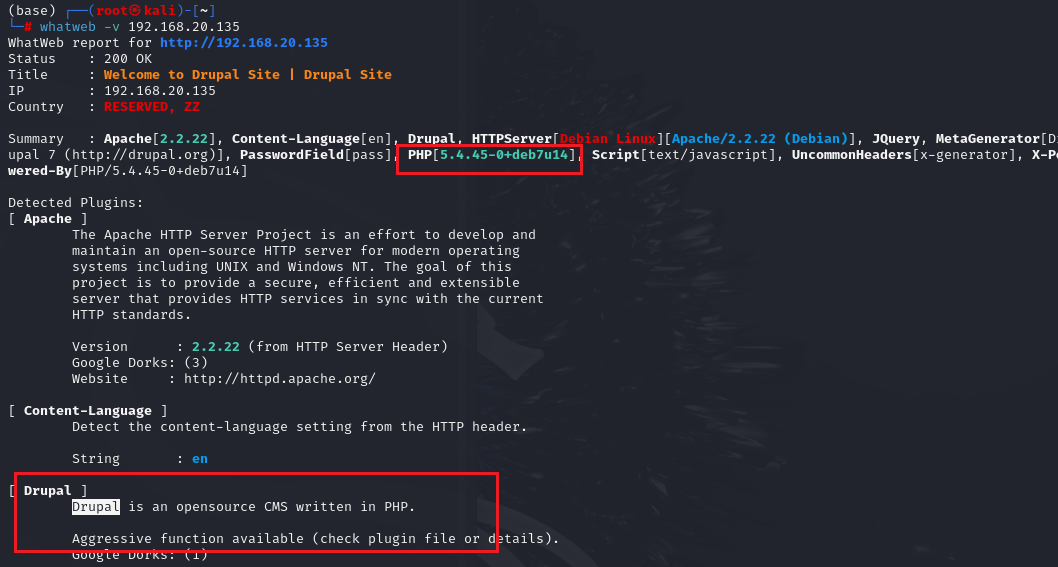 (base) ┌──(root㉿kali)-[~]
└─# whatweb -v 192.168.20.135
WhatWeb report for http://192.168.20.135
Status    : 200 OK
Title     : Welcome to Drupal Site | Drupal Site
IP        : 192.168.20.135
Country   : RESERVED, ZZ
Summary   : Apache[2.2.22], Content-Language[en], Drupal, HTTPServer[Debian Linux][Apache/2.2.22 (Debian)], JQuery, MetaGenerator[D
upal 7 (http://drupal.org)], PasswordField[pass], PHP[5.4.45-0+deb7u14], Script[text/javascript], UncommonHeaders[x-generator], X-P
wered-By[PHP/5.4.45-0+deb7u14]
Detected Plugins:
[ Apache ]
The Apache HTTP Server Project is an effort to develop and
maintain an open-source HTTP server for modern operating
systems including UNIX and Windows NT. The goal of this
project is to provide a secure, efficient and extensible
server that provides HTTP services in sync with the current
HTTP standards.
Version      : 2.2.22 (from HTTP Server Header)
Google Dorks: (3)
Website     : http://httpd.apache.org/
[ Content-Language ]
Detect the content-language setting from the HTTP header.
String       : en
[ Drupal ]
Drupal is an opensource CMS written in PHP.
Aggressive function available (check plugin file or details).
Google Dorks: (1)